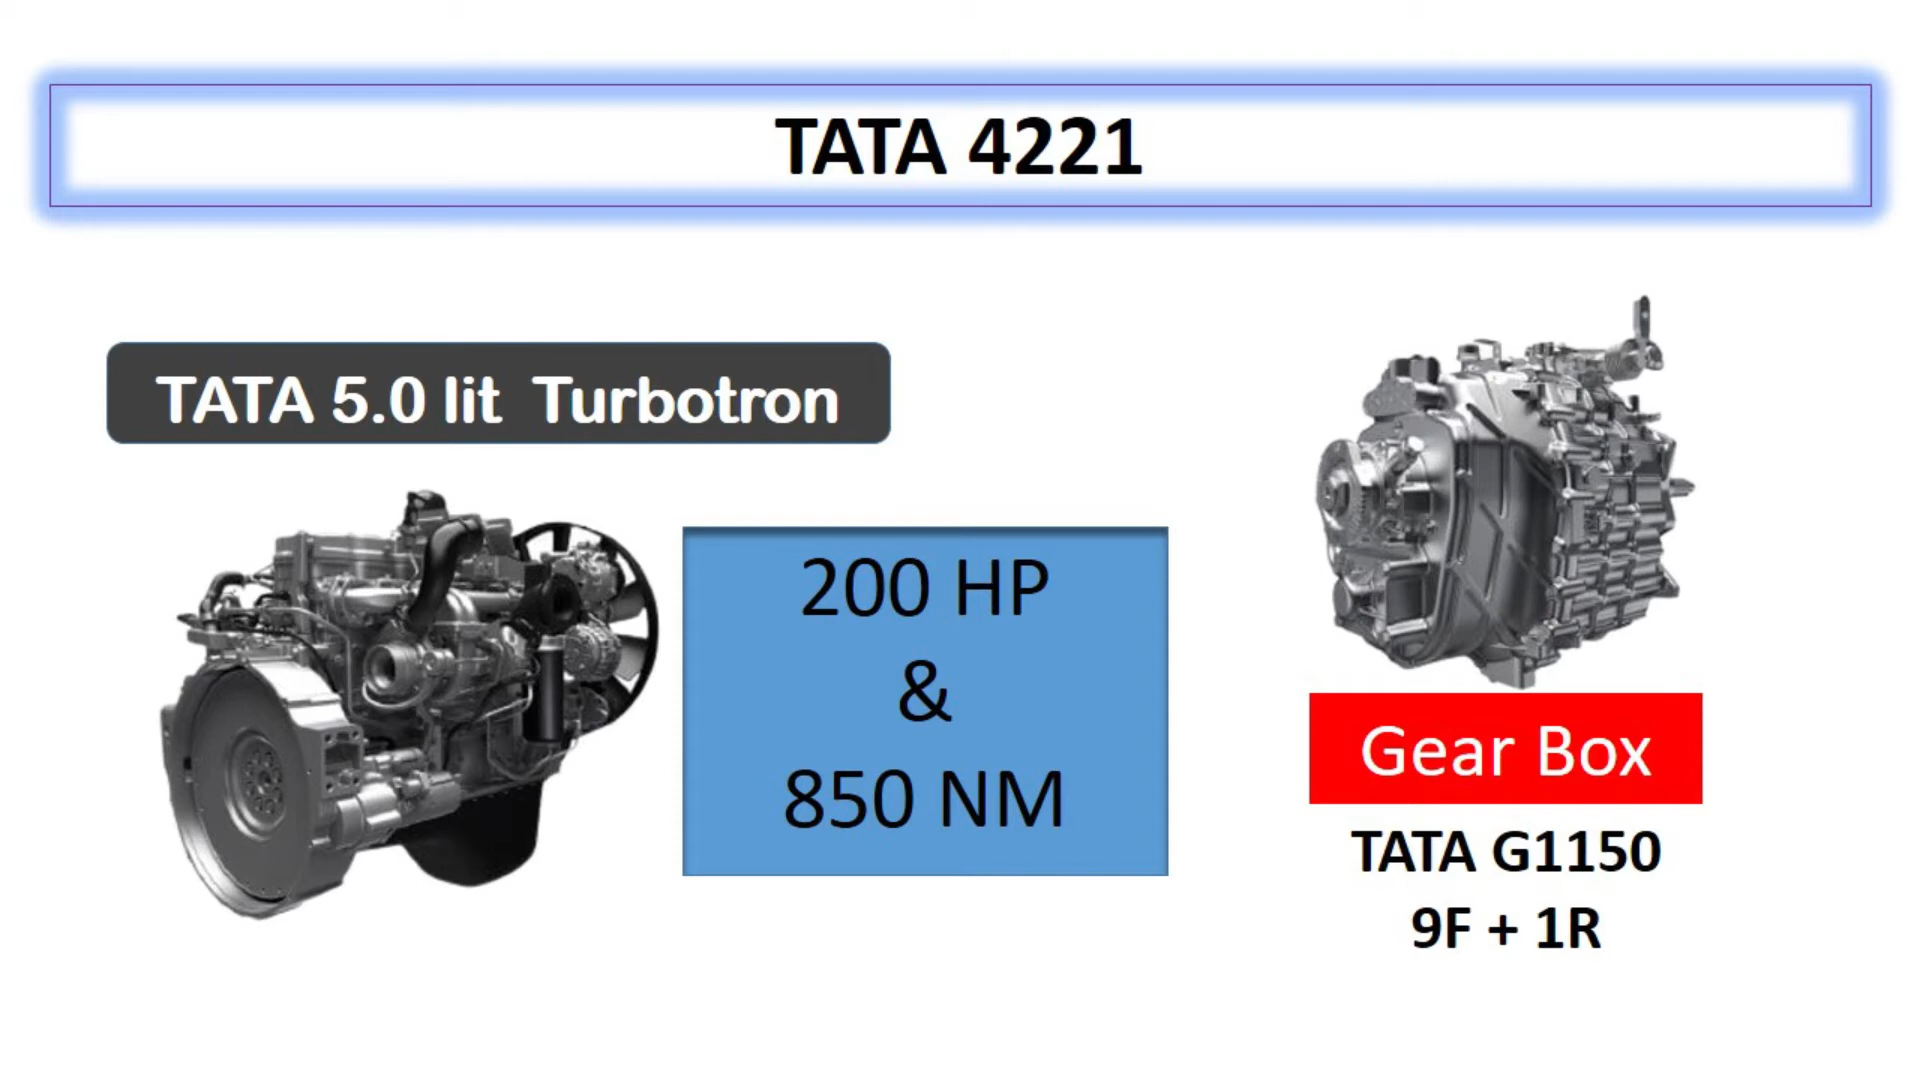 TATA 4221
TATA 5.0 lit Turbotron
200 HP
&
850 NM
Gear Box
TATA G1150
9F + 1R